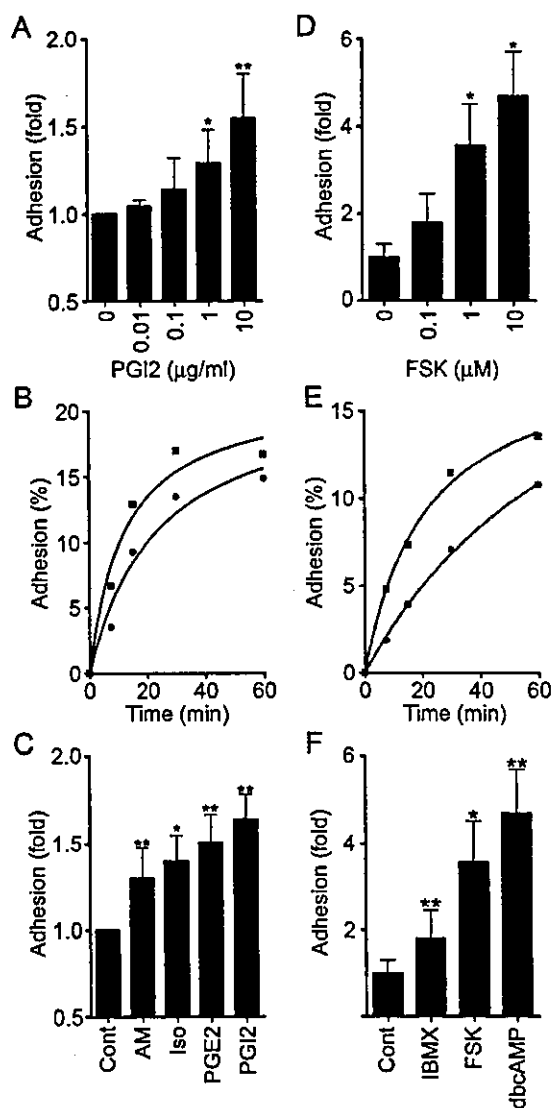 A
Adhesion (fold)
2.0
1.5
1.0
0.5
*
**
0
0.01
0.1
1
10
PGI2 (μg/ml)
D
Adhesion (fold)
6
4
2
0
*
*
0
0.1
1
10
FSK (μM)
B
Adhesion (%)
20
15
10
5
0
0
20
40
60
Time (min)
E
Adhesion (%)
15
10
5
0
0
20
40
60
Time (min)
C
Adhesion (fold)
2.0
1.5
1.0
0.5
**
*
**
**
Cont
AM
Iso
PGE2
PGI2
F
Adhesion (fold)
6
4
2
**
*
**
Cont
IBMX
FSK
dbcAMP